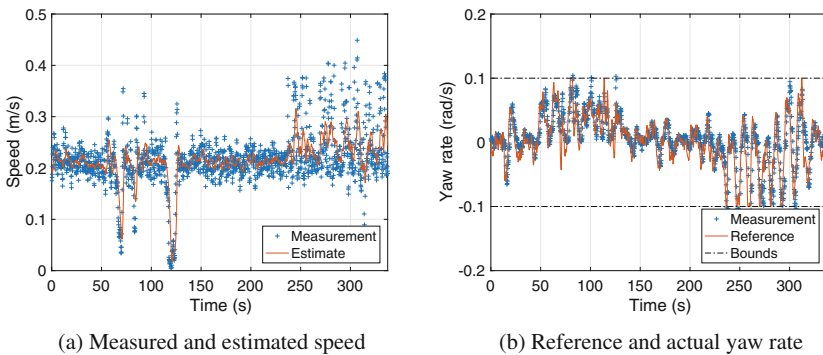 0.5
0.4
0.3
0.2
0.1
0
Speed (m/s)
0 50 100 150 200 250 300
Time (s)
Measurement
Estimate
(a) Measured and estimated speed
0.2
0.1
0
-0.1
-0.2
Yaw rate (rad/s)
0 50 100 150 200 250 300
Time (s)
Measurement
Reference
Bounds
(b) Reference and actual yaw rate